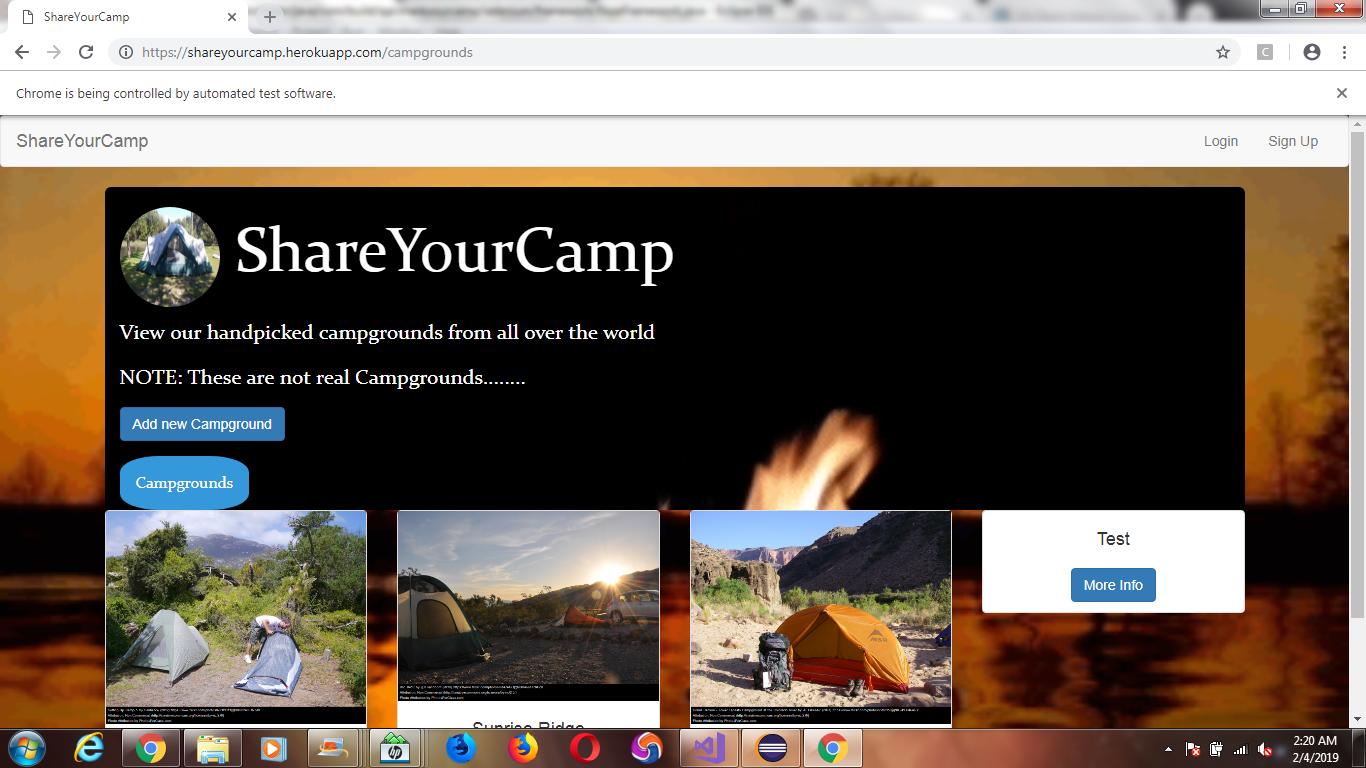 ShareYourCamp
https://shareyourcamp.herokuapp.com/campgrounds
C
Chrome is being controlled by automated test software.
ShareYourCamp
Login
Sign Up
ShareYourCamp
View our handpicked campgrounds from all over the world
NOTE: These are not real Campgrounds........
Add new Campground
Campgrounds
Test
More Info
Sunrise Ridge
hp
2:20 AM
2/4/2019